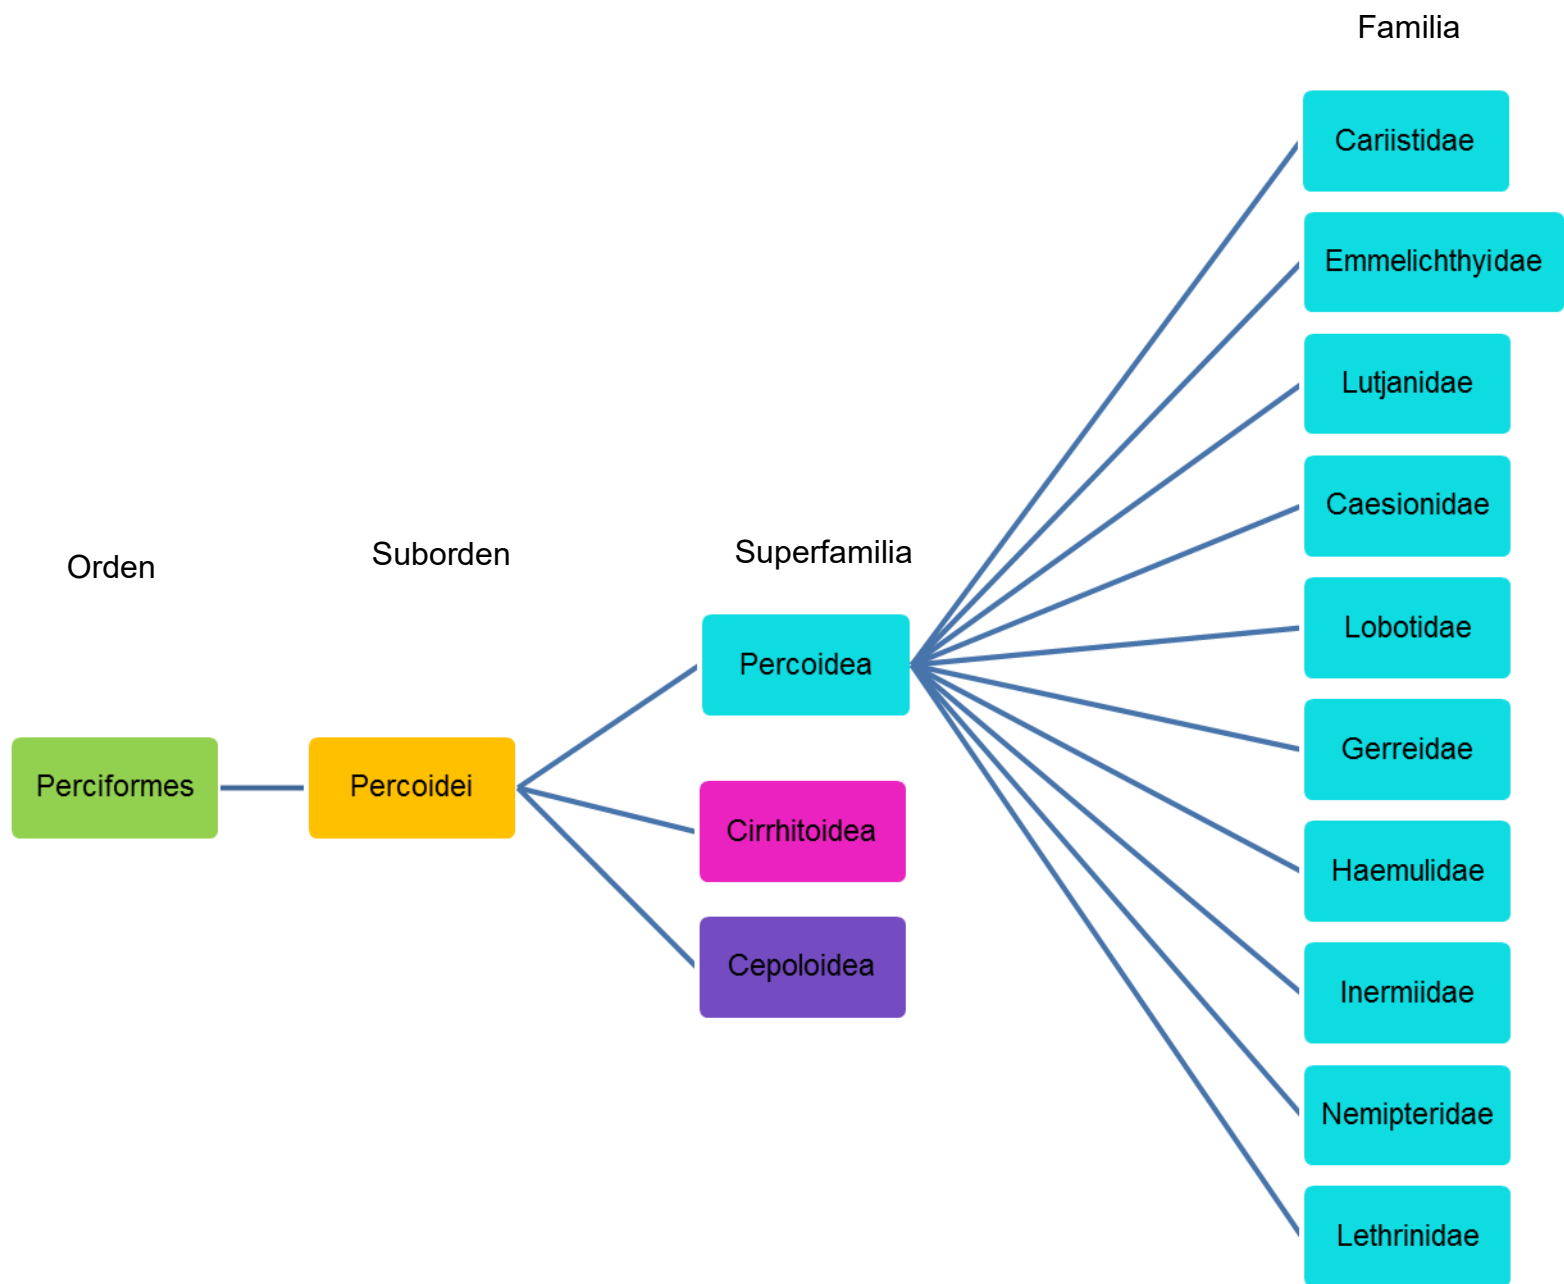 Familia
Cariistidae
Emmelichthyidae
Lutjanidae
Caesionidae
Orden
Suborden
Superfamilia
Lobotidae
Percoidea
Perciformes
Percoidei
Gerreidae
Cirrhitoidea
Haemulidae
Cepoloidea
Inermiidae
Nemipteridae
Lethrinidae